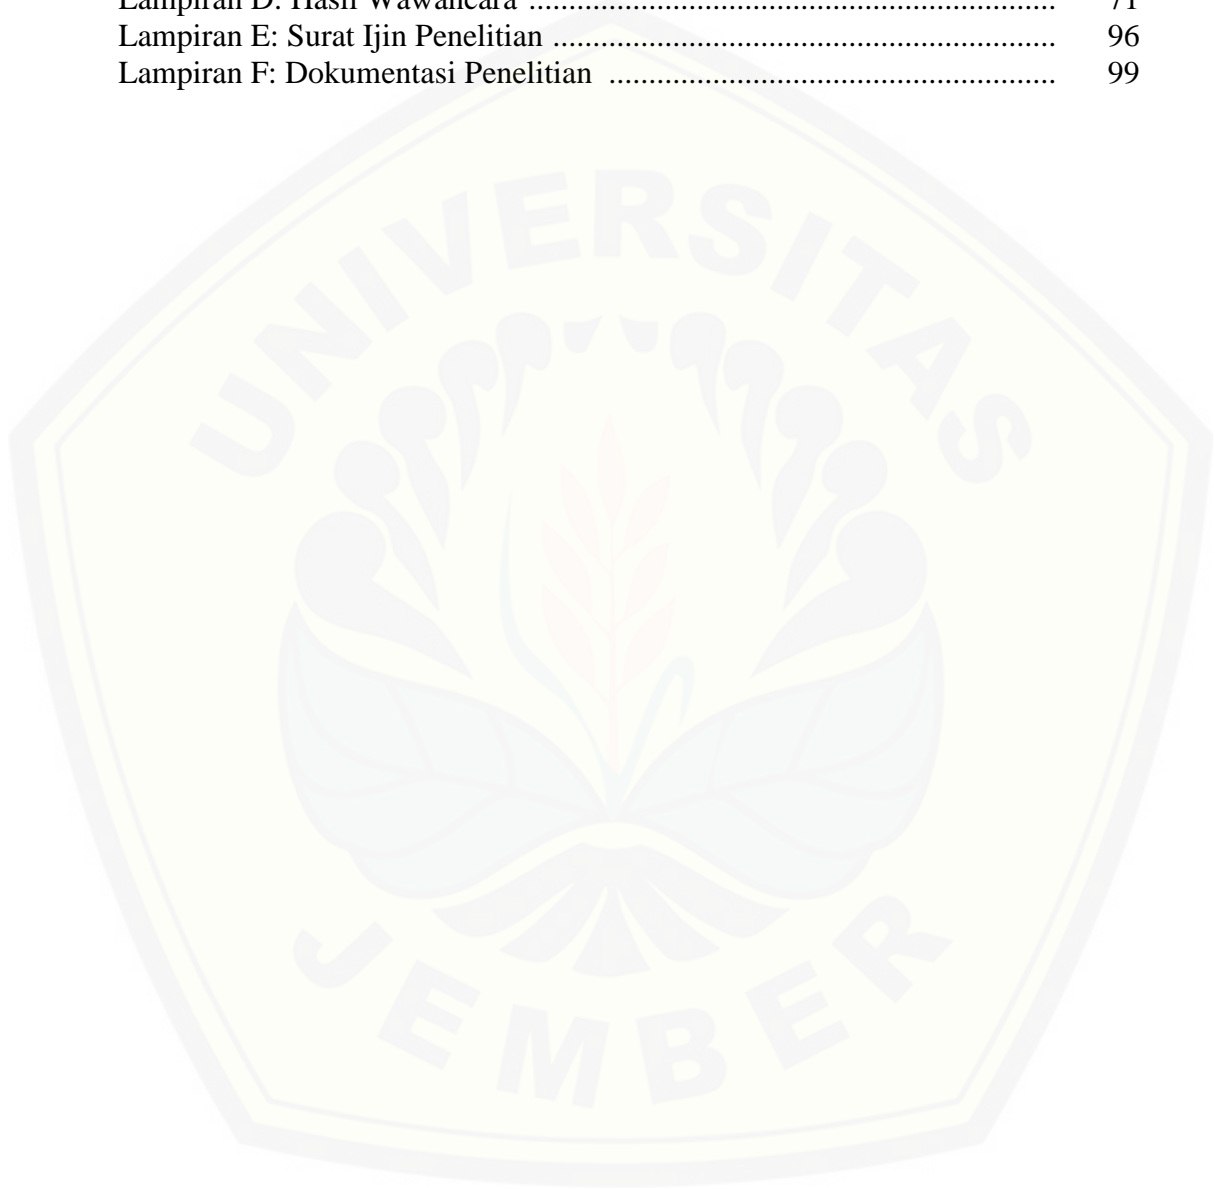 Lampiran D: Hasil Wawancara ................................................................... 71
Lampiran E: Surat Ijin Penelitian ................................................................ 96
Lampiran F: Dokumentasi Penelitian ......................................................... 99
UNIVERSITAS
JEMBER